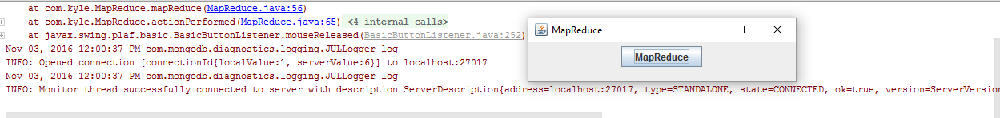 at com.kyle.MapReduce.mapReduce(MapReduce.java:56)
at com.kyle.MapReduce.actionPerformed(MapReduce.java:65) <4 internal calls>
at javax.swing.plaf.basic.BasicButtonListener.mouseReleased(BasicButtonListener.java:252)
Nov 03, 2016 12:00:37 PM com.mongodb.diagnostics.logging.JULLogger log
INFO: Opened connection [connectionId{localValue:1, serverValue:6}] to localhost:27017
Nov 03, 2016 12:00:37 PM com.mongodb.diagnostics.logging.JULLogger log
INFO: Monitor thread successfully connected to server with description ServerDescription{address=localhost:27017, type=STANDALONE, state=CONNECTED, ok=true, version=ServerVersion
MapReduce
MapReduce